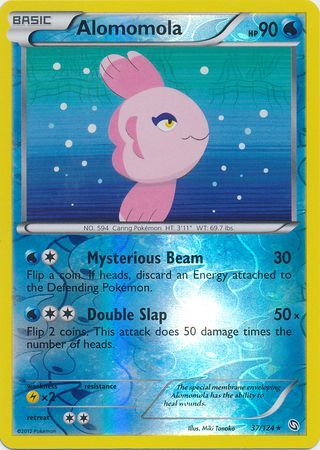 BASIC
Alomomola
HP 90
NO. 594 Caring Pokémon HT: 3'11" WT: 69.7 lbs.
Mysterious Beam 30
Flip a coin. If heads, discard an Energy attached to
the Defending Pokémon.
Double Slap 50×
Flip 2 coins. This attack does 50 damage times the
number of heads.
weakness resistance
×2
retreat
The special membrane enveloping
Alomomola has the ability to
heal wounds.
©2012 Pokémon
Illus. Miki Tanaka
37/124 ★